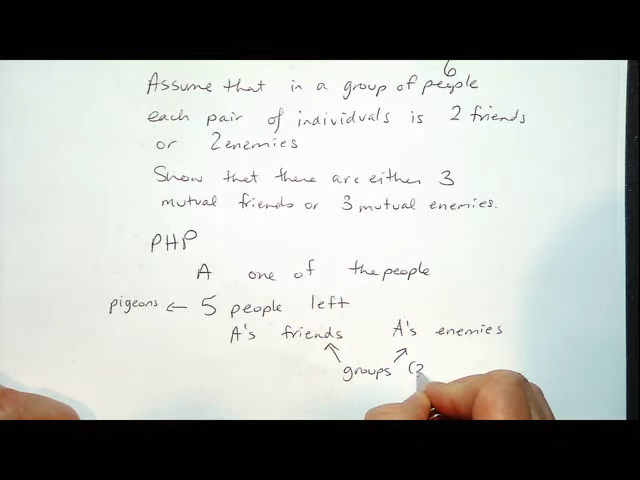 6
Assume that in a group of people
each pair of individuals is 2 friends
or 2 enemies
Show that there are either 3
mutual friends or 3 mutual enemies.
PHP
A one of the people
pigeons ← 5 people left
A's friends A's enemies
groups (2